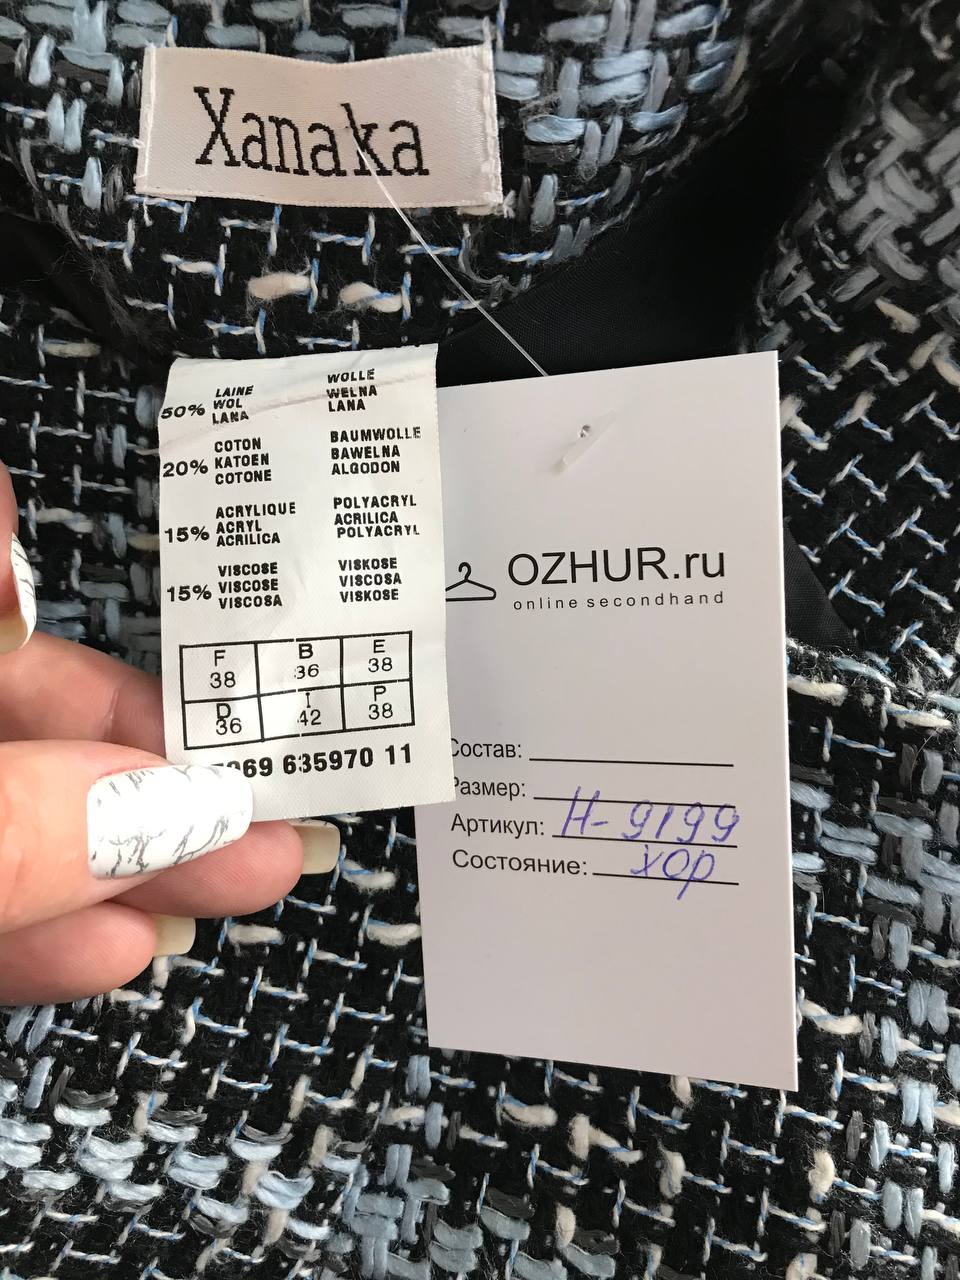 Xanaka
50% LAINE WOLLE
WOL WEŁNA
LANA LANA
20% COTON BAUMWOLLE
KATOEN BAWELNA
COTONE ALGODON
15% ACRYLIQUE POLYACRYL
ACRYL ACRILICA
ACRILICA POLYACRYL
15% VISCOSE VISKOSE
VISCOSE VISCOSA
VISCOSA VISKOSE
F B E
38 36 38
D I P
36 42 38
069 635970 11
OZHUR.ru
online secondhand
Состав:
Размер:
Артикул: Н-9199
Состояние: хор